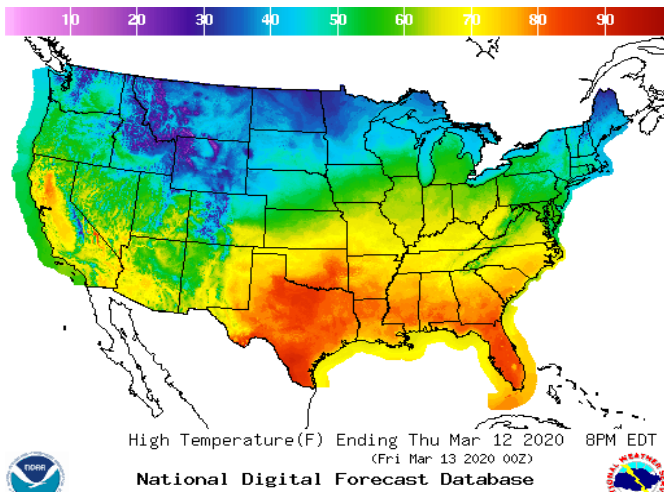 10 20 30 40 50 60 70 80 90
High Temperature(F) Ending Thu Mar 12 2020 8PM EDT
(Fri Mar 13 2020 00Z)
National Digital Forecast Database
NOAA